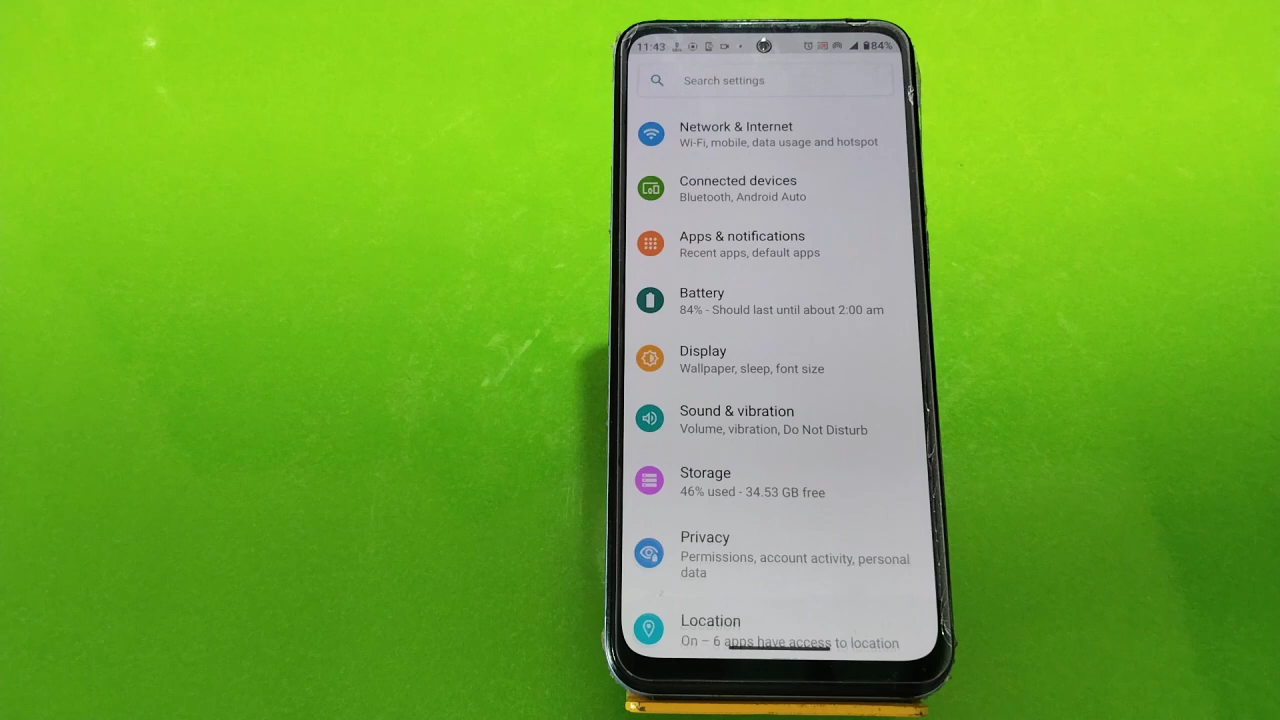 11:43
84%
Search settings
Network & Internet
Wi-Fi, mobile, data usage and hotspot
Connected devices
Bluetooth, Android Auto
Apps & notifications
Recent apps, default apps
Battery
84% - Should last until about 2:00 am
Display
Wallpaper, sleep, font size
Sound & vibration
Volume, vibration, Do Not Disturb
Storage
46% used - 34.53 GB free
Privacy
Permissions, account activity, personal
data
Location
On – 6 apps have access to location